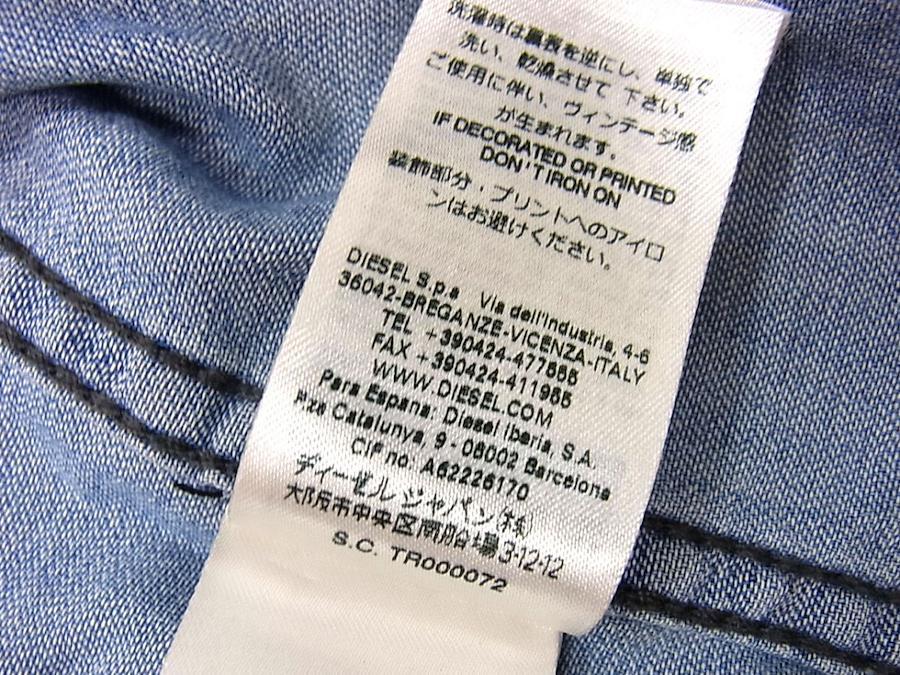 洗濯時は裏表を逆にし、単独で
洗い、乾燥させて 下さい。
ご使用に伴い、ヴィンテージ感
が生まれます。
IF DECORATED OR PRINTED
DON'T IRON ON
装飾部分・プリントへのアイロ
ンはお避けください。
DIESEL S.p.a Via dell'Industria, 4-6
36042-BREGANZE-VICENZA-ITALY
TEL +390424-477555
FAX +390424-411955
WWW.DIESEL.COM
Para Espana: Diesel Iberia, S.A.
Plza Catalunya, 9 - 08002 Barcelona
CIF no. A62226170
ディーゼル ジャパン(株)
大阪市中央区南船場3-12-12
S.C. TR000072